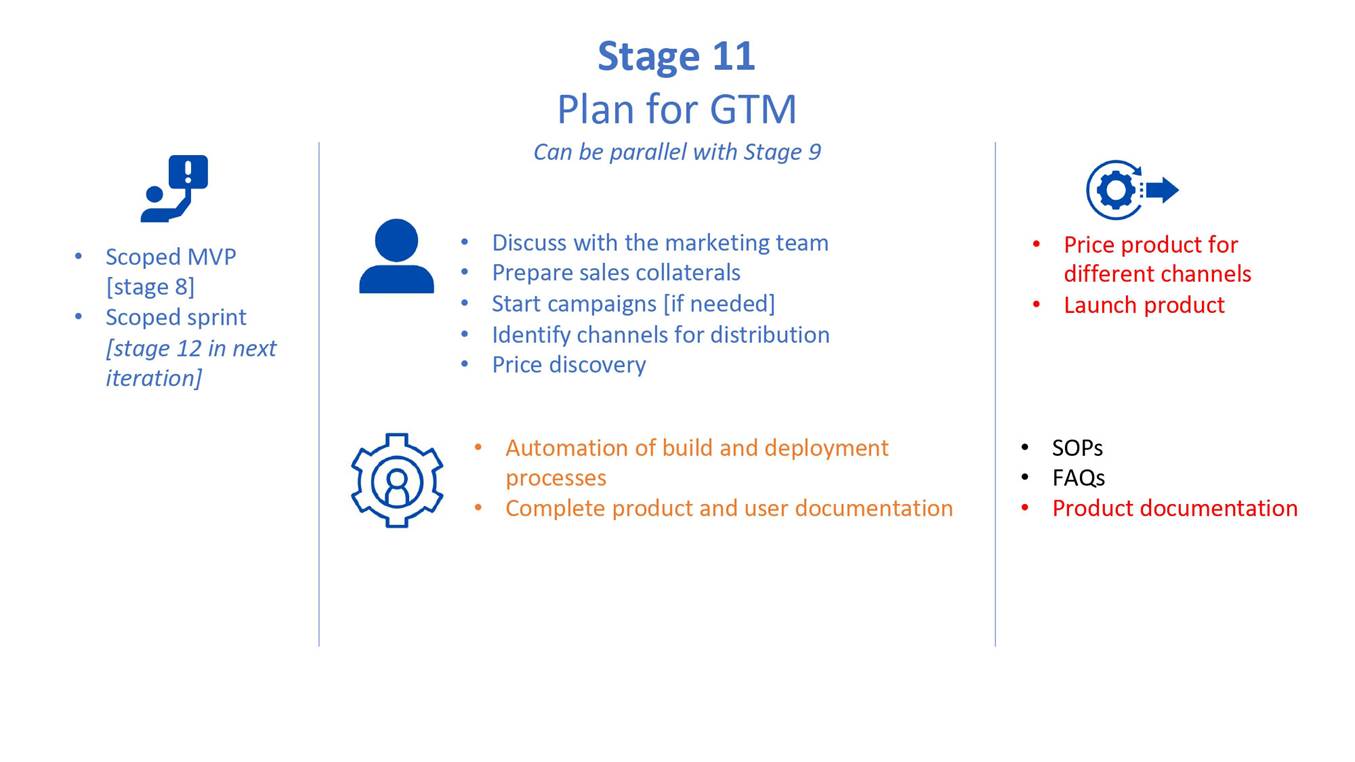 Stage 11
Plan for GTM
Can be parallel with Stage 9
• Scoped MVP
[stage 8]
• Scoped sprint
[stage 12 in next
iteration]
• Discuss with the marketing team
• Prepare sales collaterals
• Start campaigns [if needed]
• Identify channels for distribution
• Price discovery
• Automation of build and deployment
processes
• Complete product and user documentation
• Price product for
different channels
• Launch product
• SOPs
• FAQs
• Product documentation